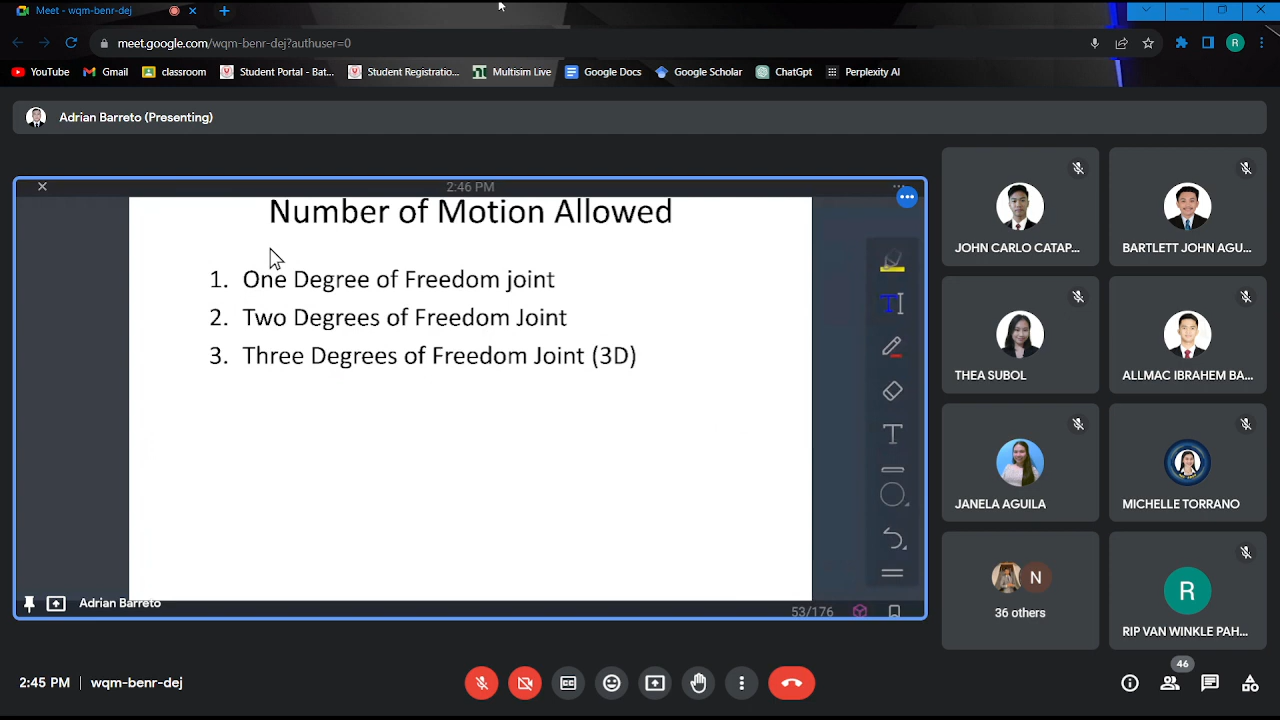 Meet - wqm-benr-dej
meet.google.com/wqm-benr-dej?authuser=0
R
YouTube
Gmail
classroom
Student Portal - Bat...
Student Registratio...
Multisim Live
Google Docs
Google Scholar
ChatGPT
Perplexity AI
Adrian Barreto (Presenting)
2:46 PM
Number of Motion Allowed
1. One Degree of Freedom joint
2. Two Degrees of Freedom Joint
3. Three Degrees of Freedom Joint (3D)
T
T
Adrian Barreto
53/176
JOHN CARLO CATAP...
BARTLETT JOHN AGU...
THEA SUBOL
ALLMAC IBRAHEM BA...
JANELA AGUILA
MICHELLE TORRANO
N
36 others
R
RIP VAN WINKLE PAH...
2:45 PM | wqm-benr-dej
46